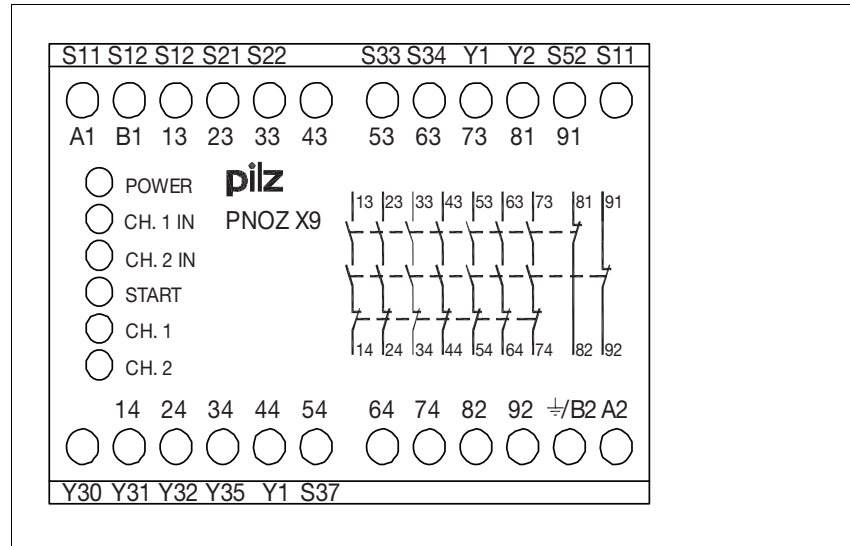 S11 S12 S12 S21 S22 S33 S34 Y1 Y2 S52 S11
A1 B1 13 23 33 43 53 63 73 81 91
POWER
pilz
CH. 1 IN
PNOZ X9
CH. 2 IN
START
CH. 1
CH. 2
13 23 33 43 53 63 73 81 91
14 24 34 44 54 64 74 82 92
14 24 34 44 54 64 74 82 92 ⏚/B2 A2
Y30 Y31 Y32 Y35 Y1 S37